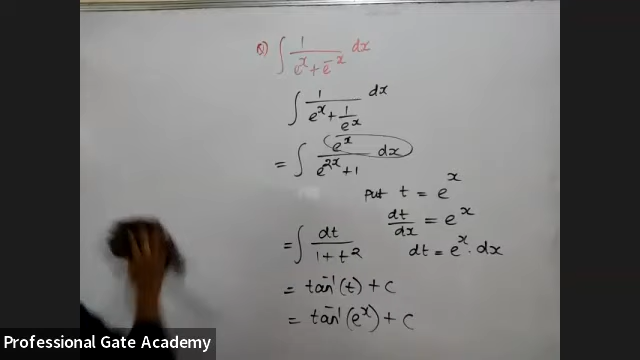 Q) ∫ 1/(e^x + e^-x) dx
∫ 1/(e^x + 1/e^x) dx
= ∫ e^x/(e^2x + 1) dx
Put t = e^x
dt/dx = e^x
dt = e^x · dx
= ∫ dt/(1 + t^2)
= tan^-1(t) + c
= tan^-1(e^x) + c
Professional Gate Academy